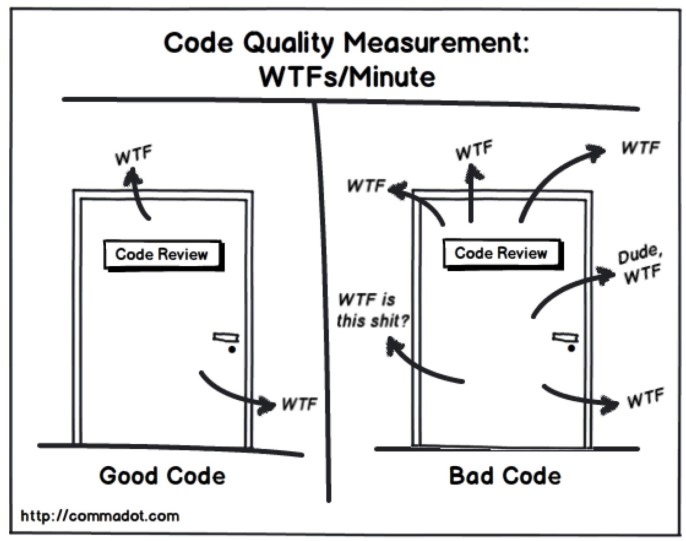 Code Quality Measurement:
WTFs/Minute
WTF
Code Review
WTF
Good Code
WTF
WTF
WTF
Code Review
Dude,
WTF
WTF is
this shit?
WTF
Bad Code
http://commadot.com